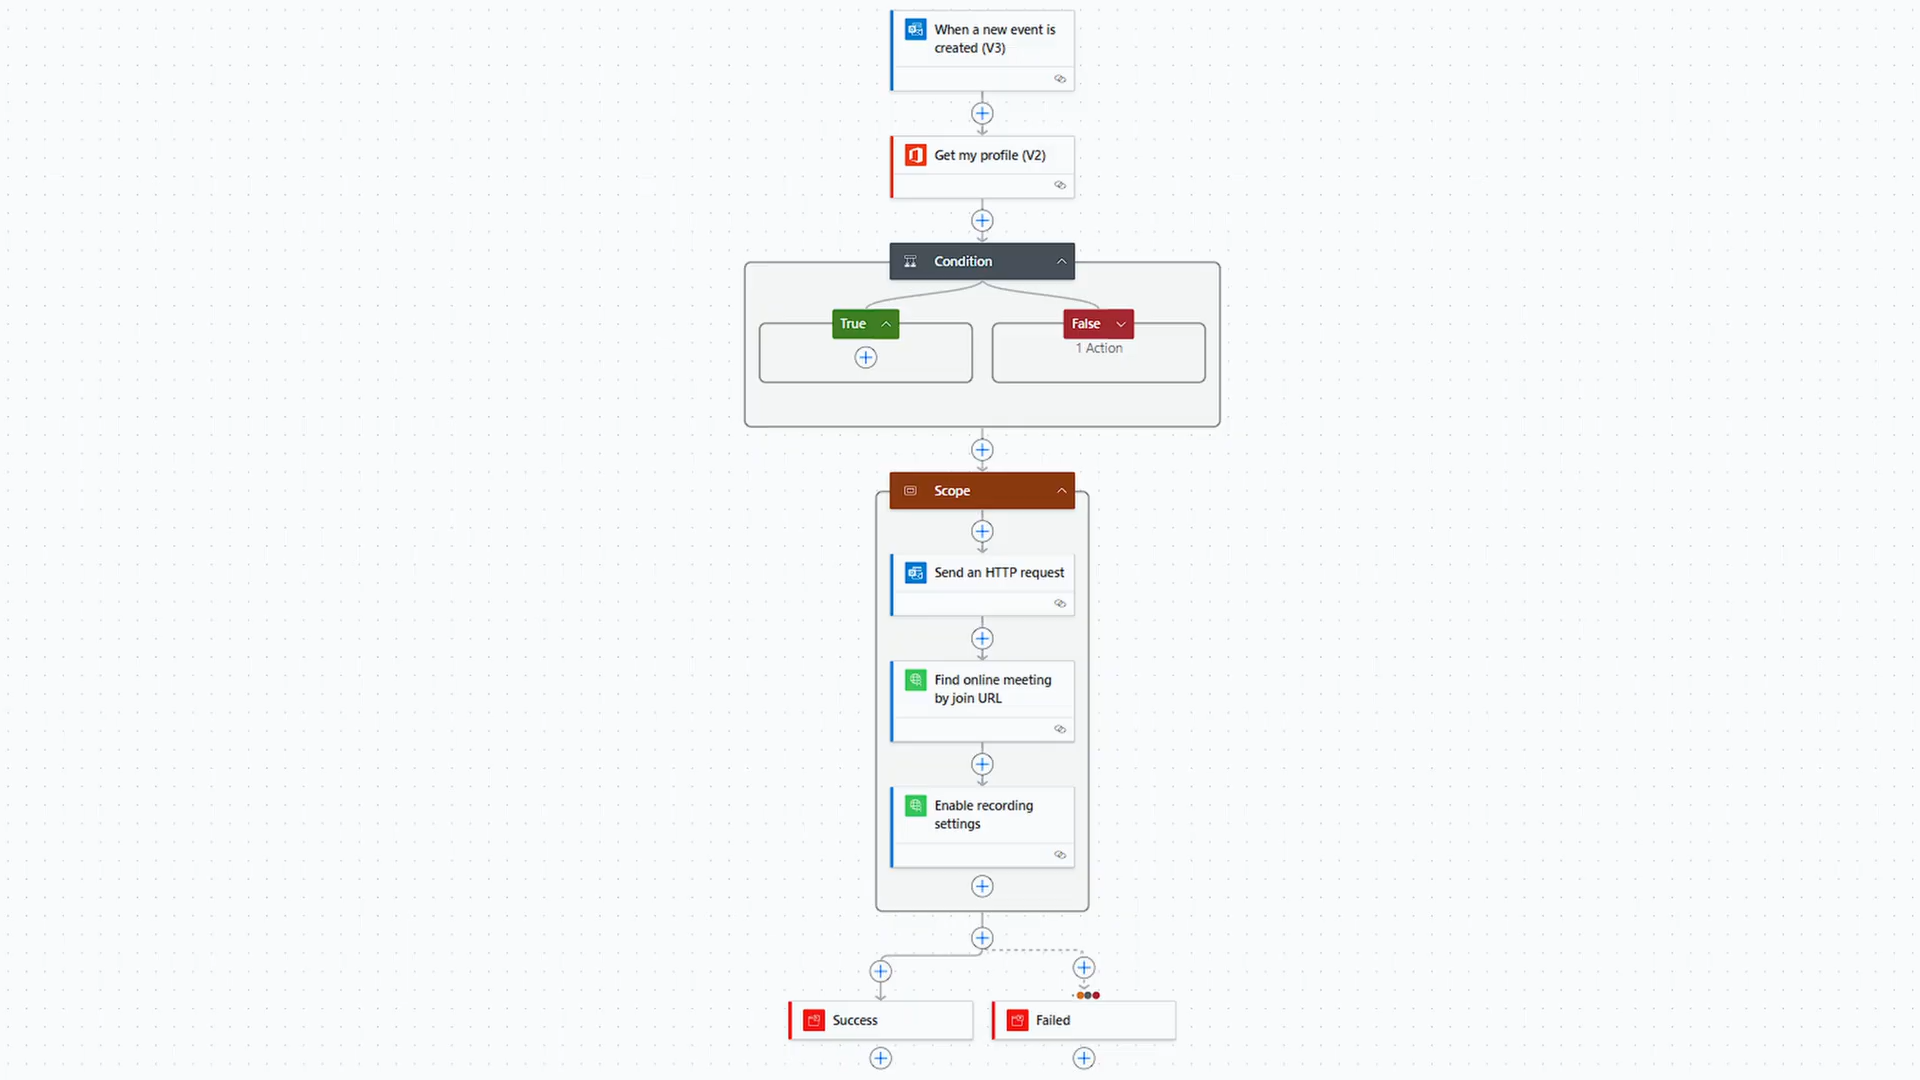 When a new event is
created (V3)
Get my profile (V2)
Condition
True
False
1 Action
Scope
Send an HTTP request
Find online meeting
by join URL
Enable recording
settings
Success
Failed